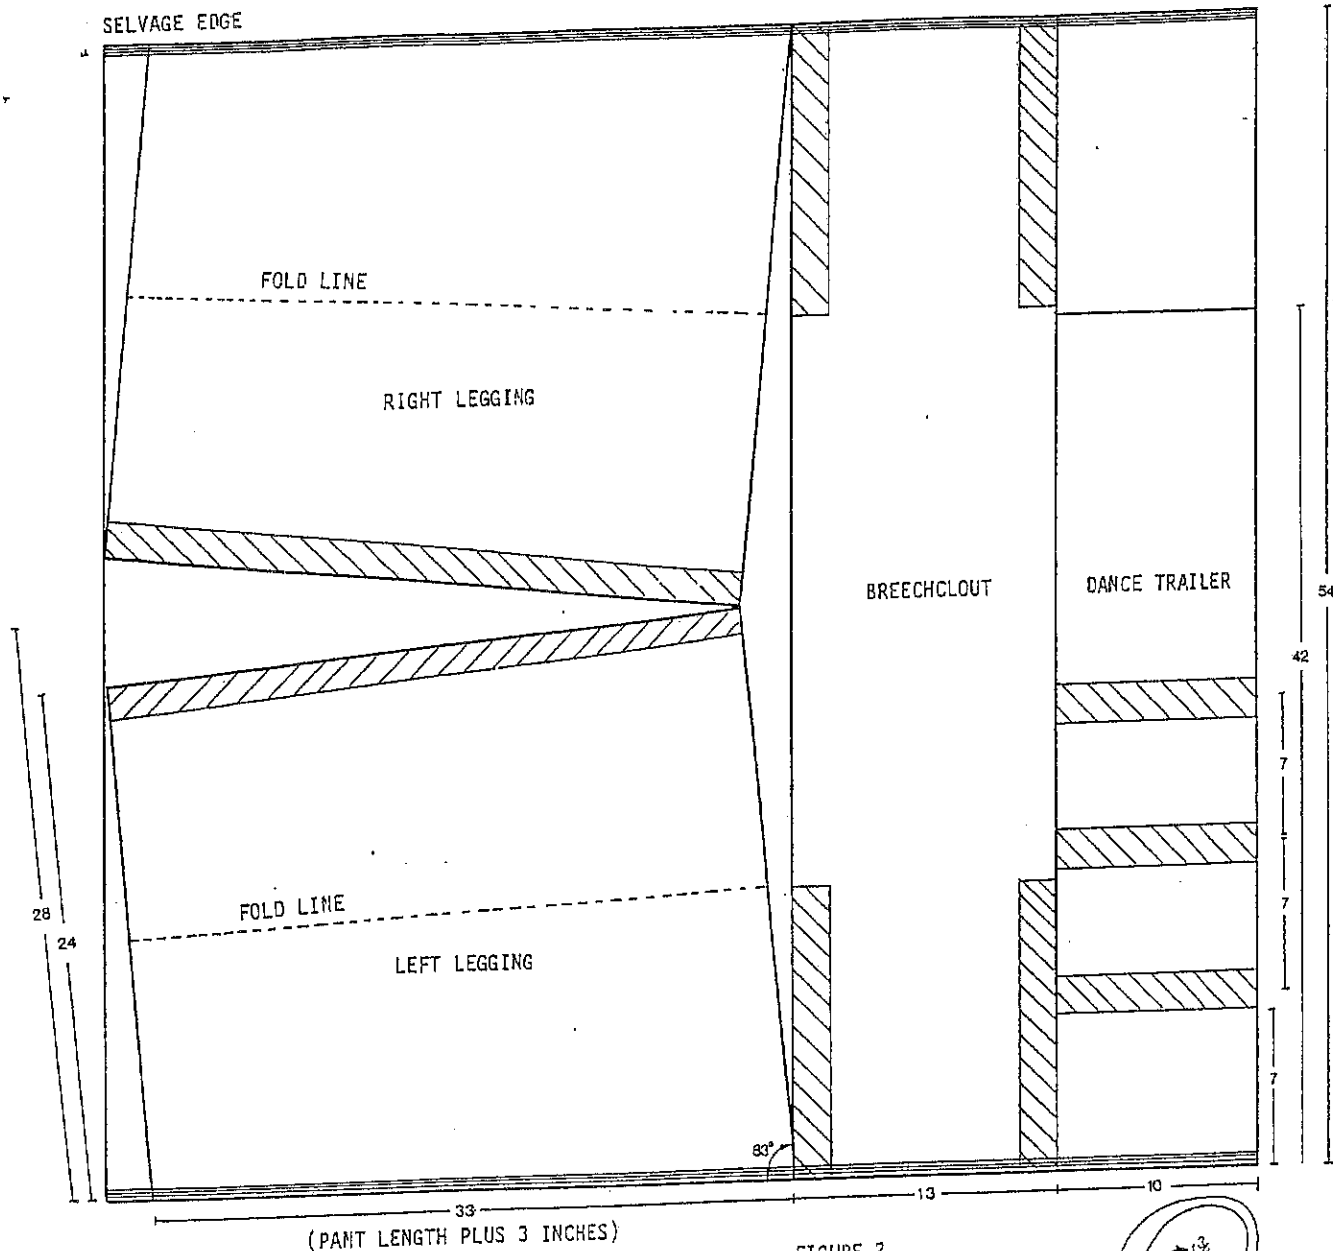 SELVAGE EDGE
FOLD LINE
RIGHT LEGGING
BREECHCLOUT
DANCE TRAILER
54
42
7
7
28
24
FOLD LINE
LEFT LEGGING
7
83°
33
13
10
(PANT LENGTH PLUS 3 INCHES)